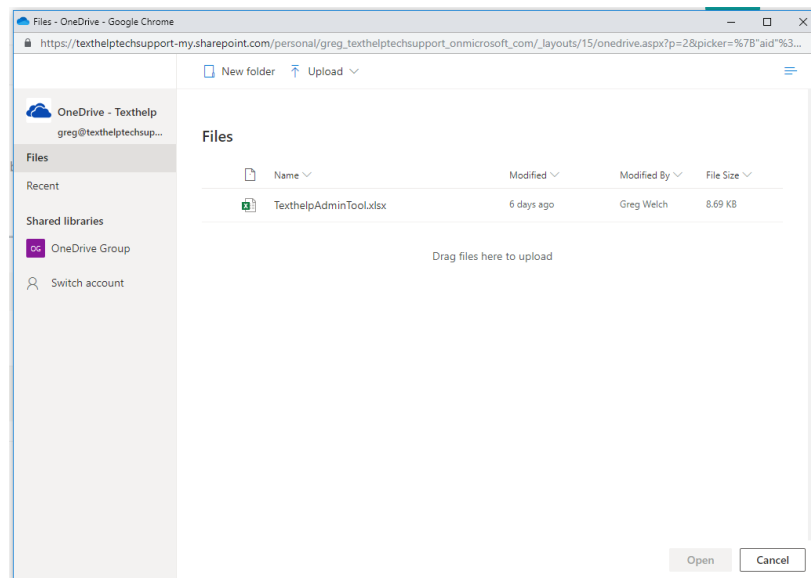 Files - OneDrive - Google Chrome
https://texthelptechsupport-my.sharepoint.com/personal/greg_texthelptechsupport_onmicrosoft_com/_layouts/15/onedrive.aspx?p=2&picker=%7B"aid"%3...
New folder Upload
OneDrive - Texthelp
greg@texthelptechsup...
Files
Recent
Shared libraries
OG OneDrive Group
Switch account
Files
Name Modified Modified By File Size
TexthelpAdminTool.xlsx 6 days ago Greg Welch 8.69 KB
Drag files here to upload
Open Cancel